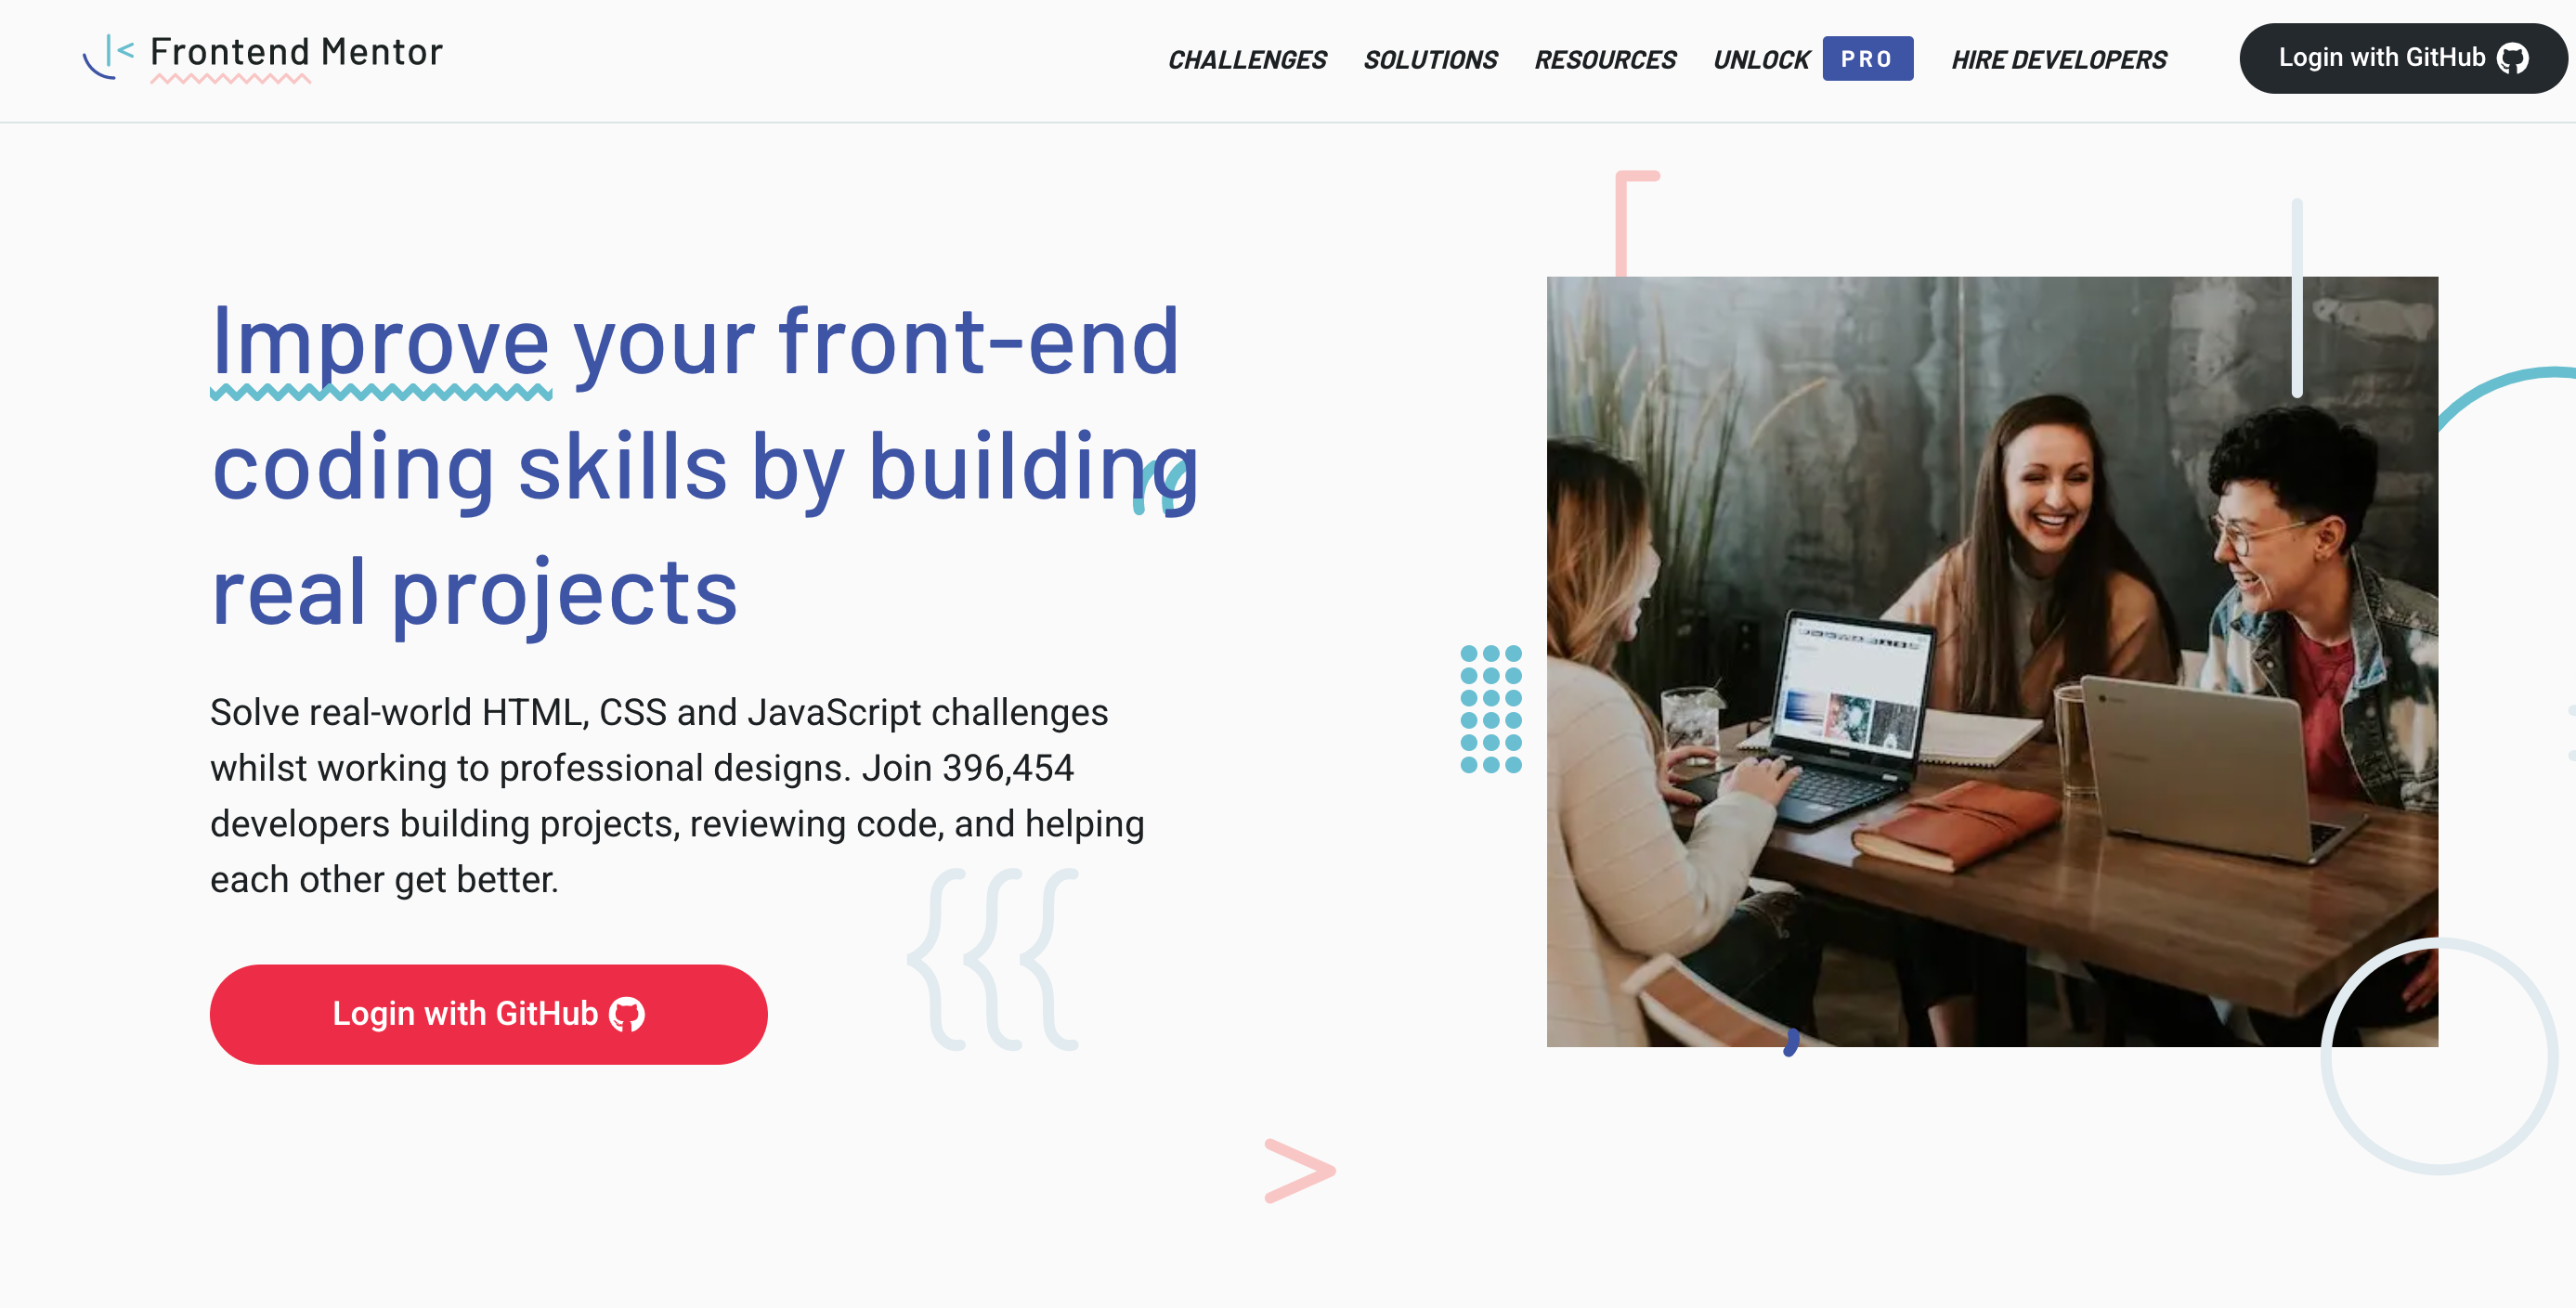 Frontend Mentor
CHALLENGES SOLUTIONS RESOURCES UNLOCK PRO HIRE DEVELOPERS
Login with GitHub
Improve your front-end
coding skills by building
real projects
Solve real-world HTML, CSS and JavaScript challenges
whilst working to professional designs. Join 396,454
developers building projects, reviewing code, and helping
each other get better.
Login with GitHub